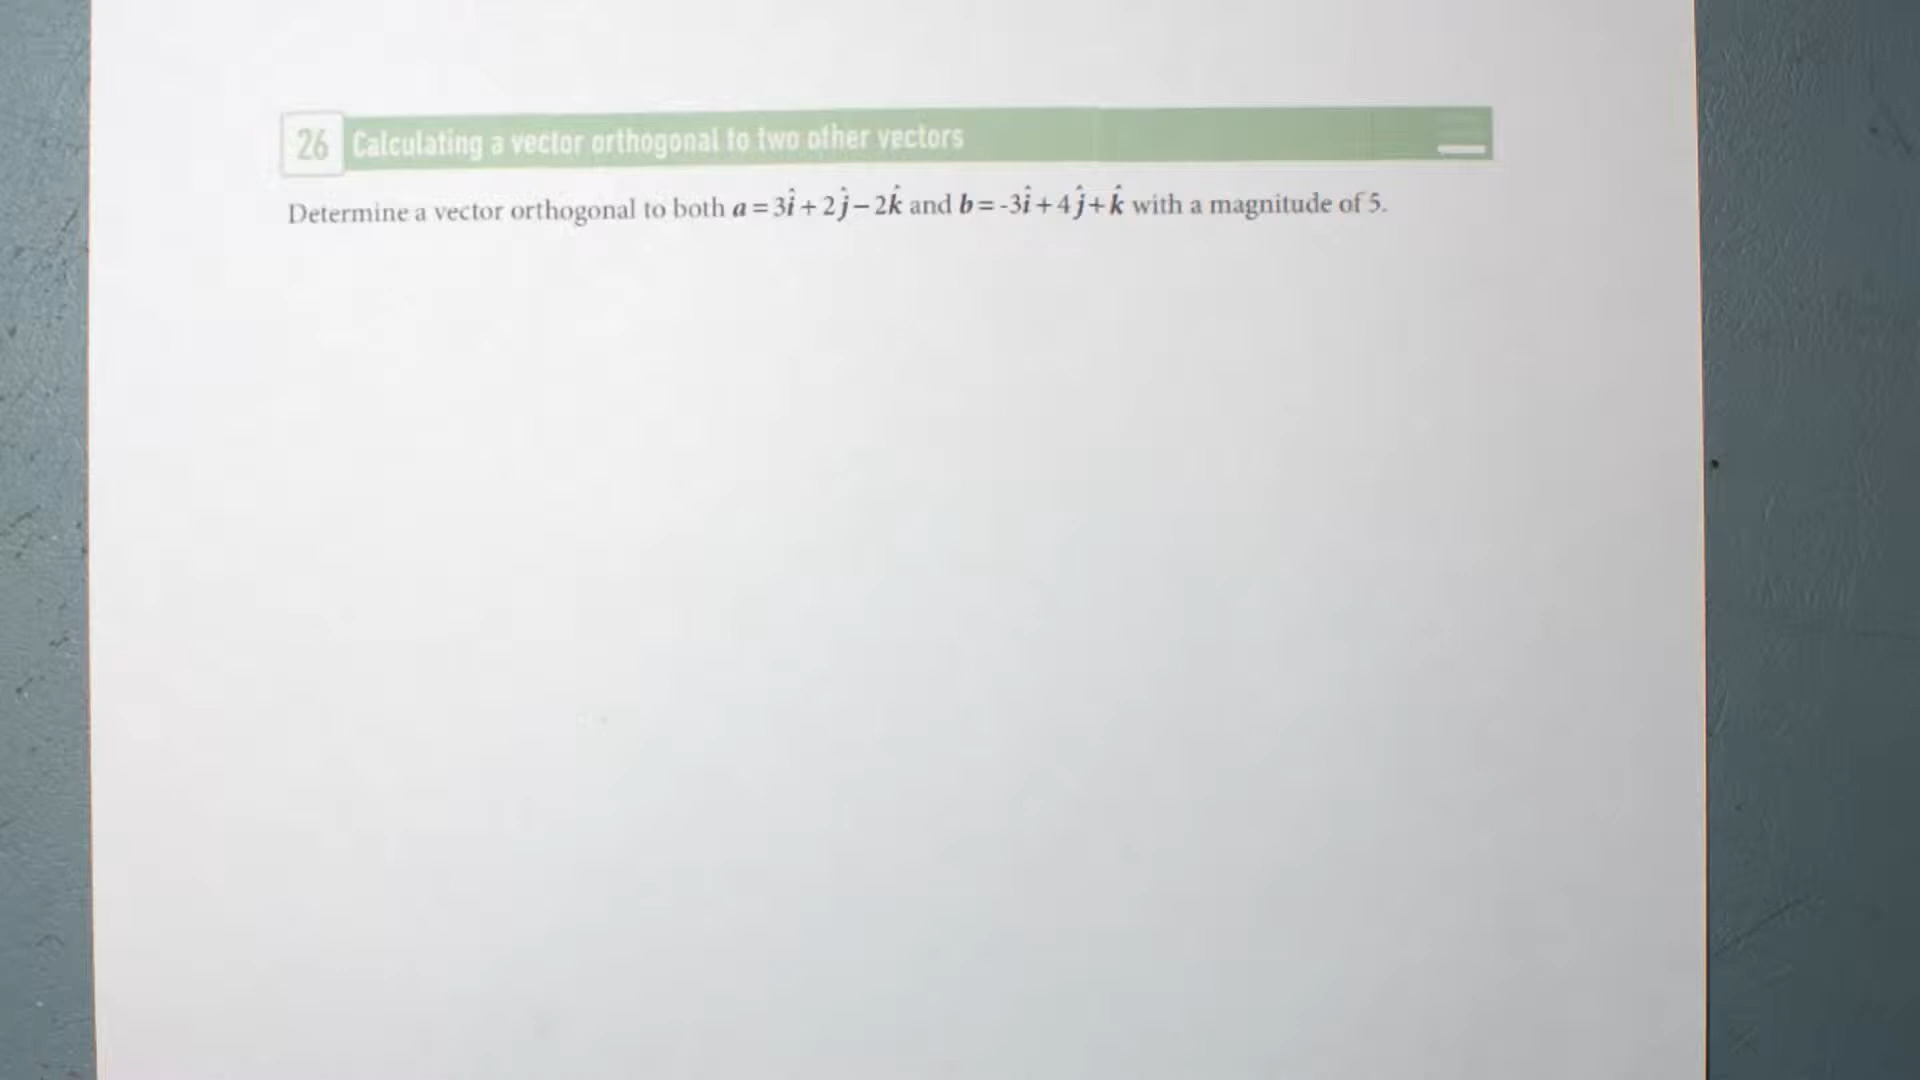 26 Calculating a vector orthogonal to two other vectors
Determine a vector orthogonal to both a = 3î + 2ĵ − 2k̂ and b = -3î + 4ĵ + k̂ with a magnitude of 5.